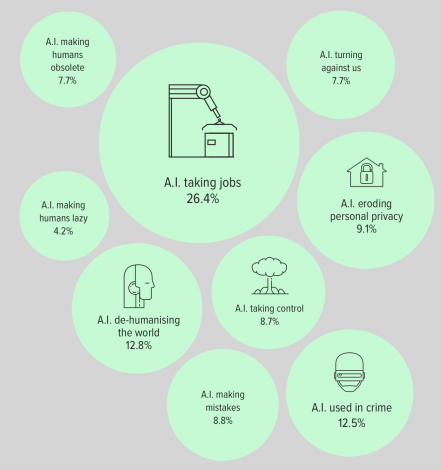 A.I. making
humans
obsolete
7.7%
A.I. turning
against us
7.7%
A.I. taking jobs
26.4%
A.I. eroding
personal privacy
9.1%
A.I. making
humans lazy
4.2%
A.I. de-humanising
the world
12.8%
A.I. taking control
8.7%
A.I. making
mistakes
8.8%
A.I. used in crime
12.5%